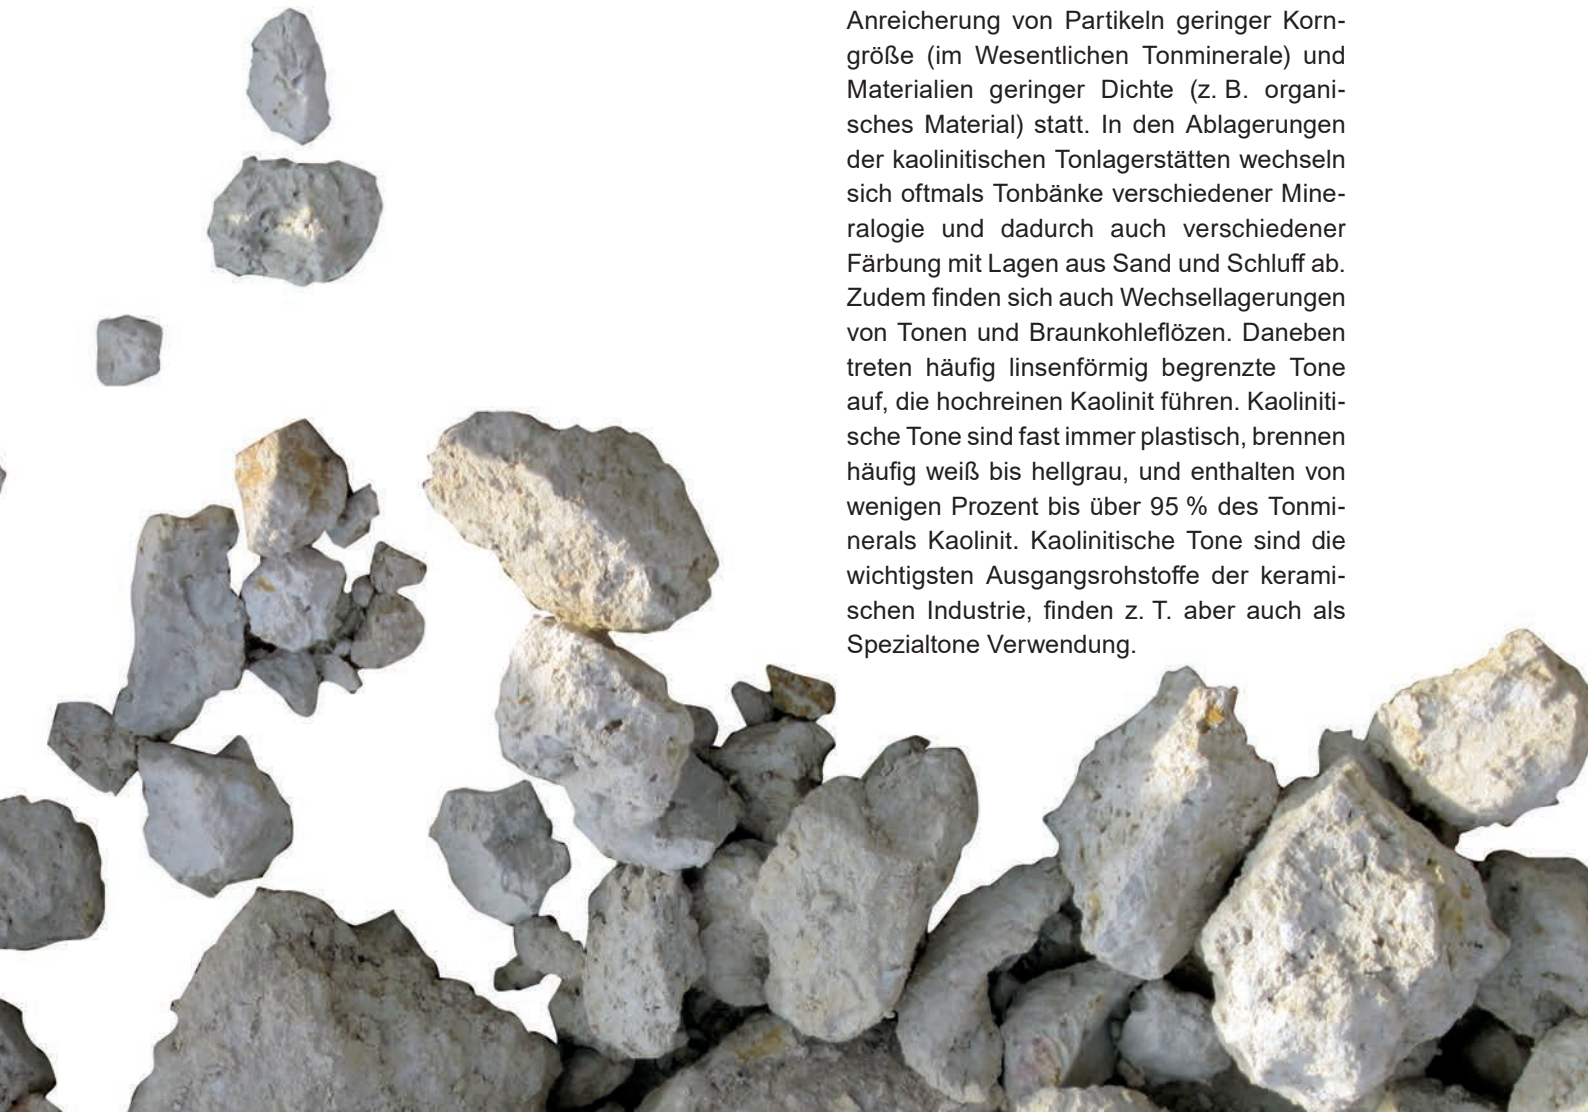 Anreicherung von Partikeln geringer Korn-
größe (im Wesentlichen Tonminerale) und
Materialien geringer Dichte (z. B. organi-
sches Material) statt. In den Ablagerungen
der kaolinitischen Tonlagerstätten wechseln
sich oftmals Tonbänke verschiedener Mine-
ralogie und dadurch auch verschiedener
Färbung mit Lagen aus Sand und Schluff ab.
Zudem finden sich auch Wechsellagerungen
von Tonen und Braunkohleflözen. Daneben
treten häufig linsenförmig begrenzte Tone
auf, die hochreinen Kaolinit führen. Kaoliniti-
sche Tone sind fast immer plastisch, brennen
häufig weiß bis hellgrau, und enthalten von
wenigen Prozent bis über 95 % des Tonmi-
nerals Kaolinit. Kaolinitische Tone sind die
wichtigsten Ausgangsrohstoffe der kerami-
schen Industrie, finden z. T. aber auch als
Spezialtone Verwendung.